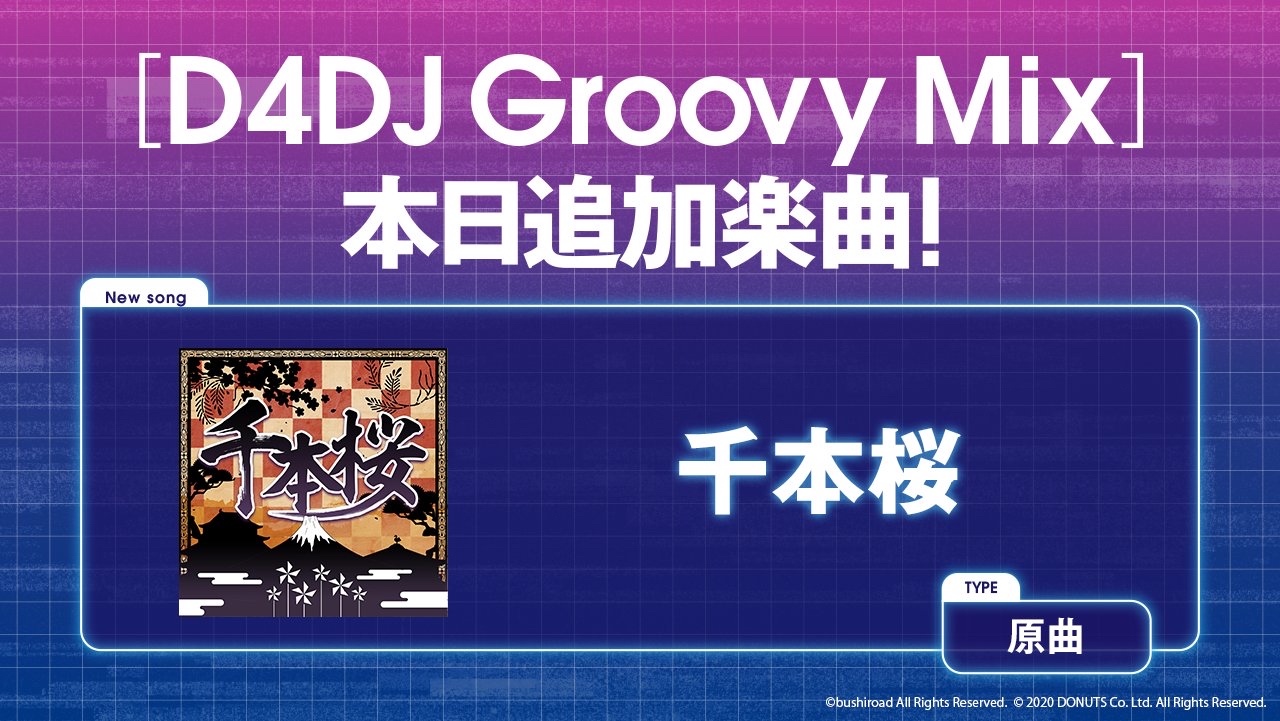 [D4DJ Groovy Mix]
本日追加楽曲!
New song
千本桜
千本桜
TYPE
原曲
©bushiroad All Rights Reserved. © 2020 DONUTS Co. Ltd. All Rights Reserved.